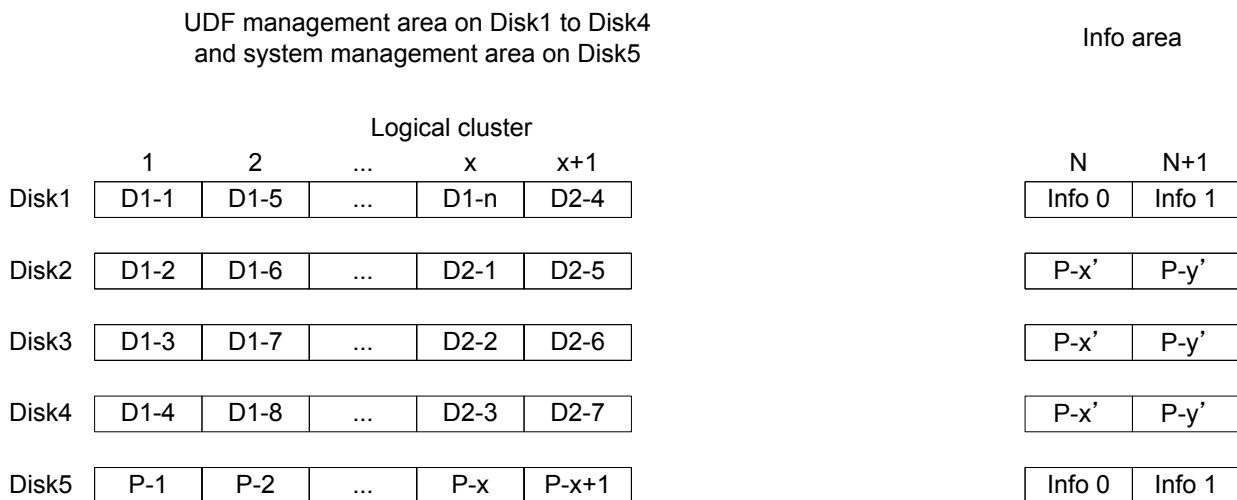 UDF management area on Disk1 to Disk4
and system management area on Disk5
Info area
Logical cluster
1 2 ... x x+1 N N+1
Disk1 D1-1 D1-5 ... D1-n D2-4 Info 0 Info 1
Disk2 D1-2 D1-6 ... D2-1 D2-5 P-x’ P-y’
Disk3 D1-3 D1-7 ... D2-2 D2-6 P-x’ P-y’
Disk4 D1-4 D1-8 ... D2-3 D2-7 P-x’ P-y’
Disk5 P-1 P-2 ... P-x P-x+1 Info 0 Info 1